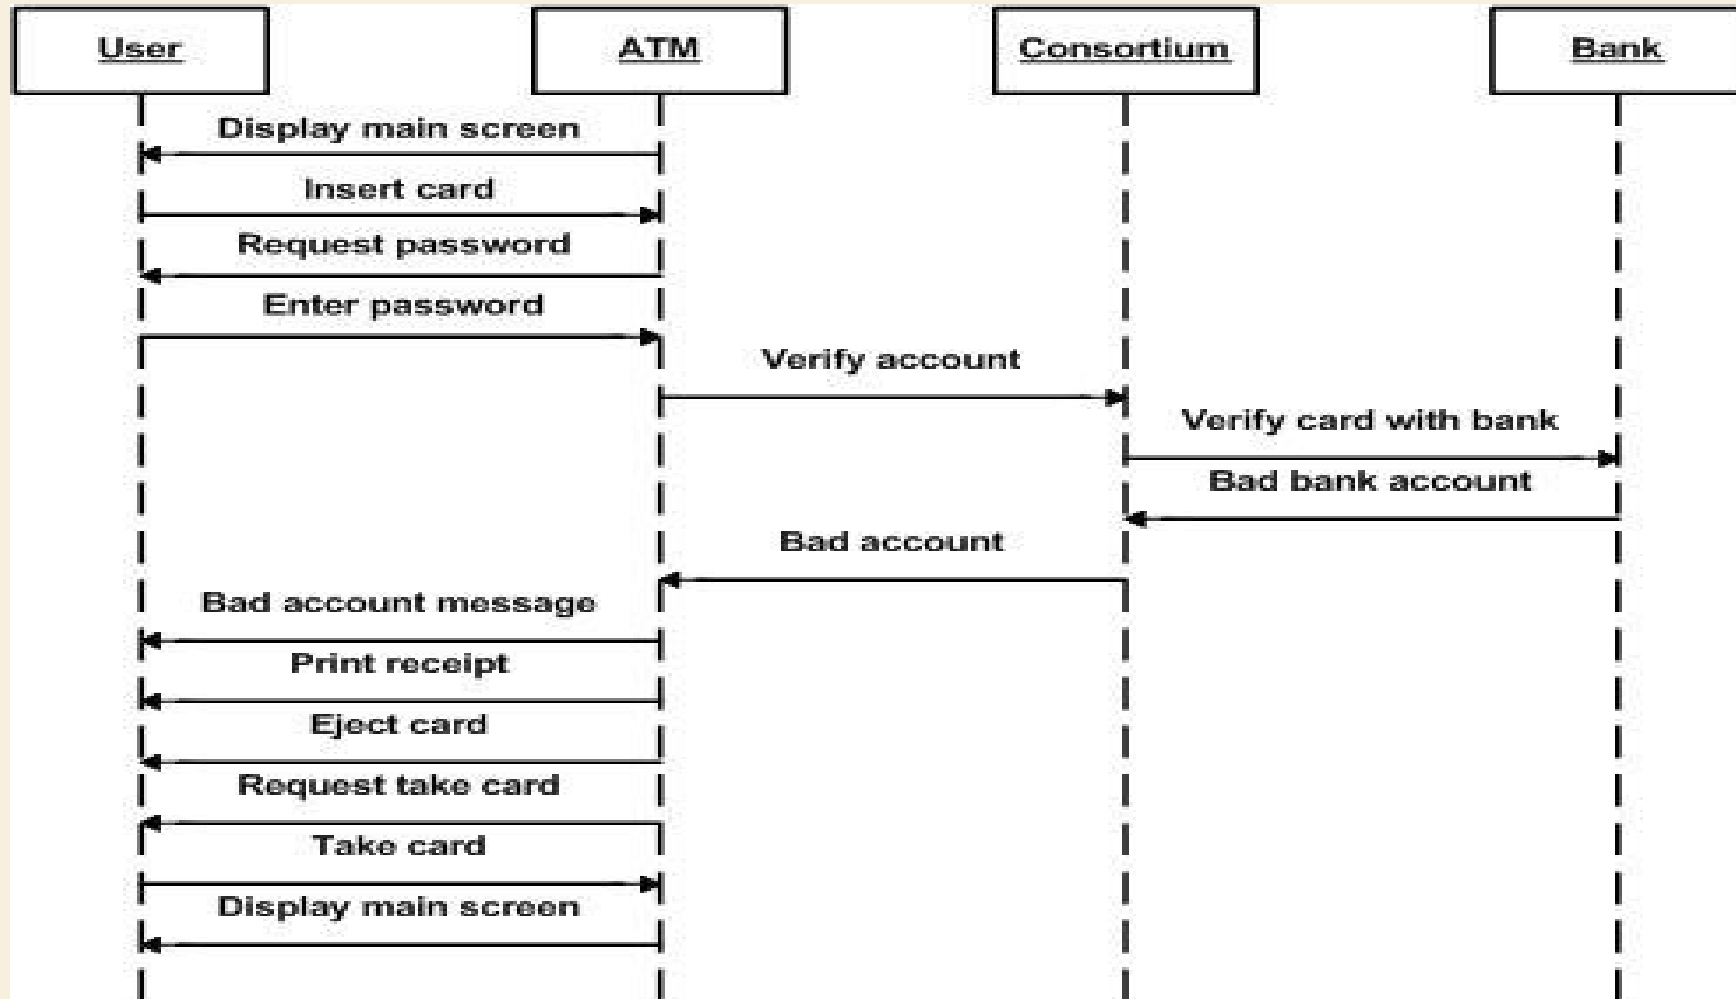 User
ATM
Consortium
Bank
Display main screen
Insert card
Request password
Enter password
Verify account
Verify card with bank
Bad bank account
Bad account
Bad account message
Print receipt
Eject card
Request take card
Take card
Display main screen